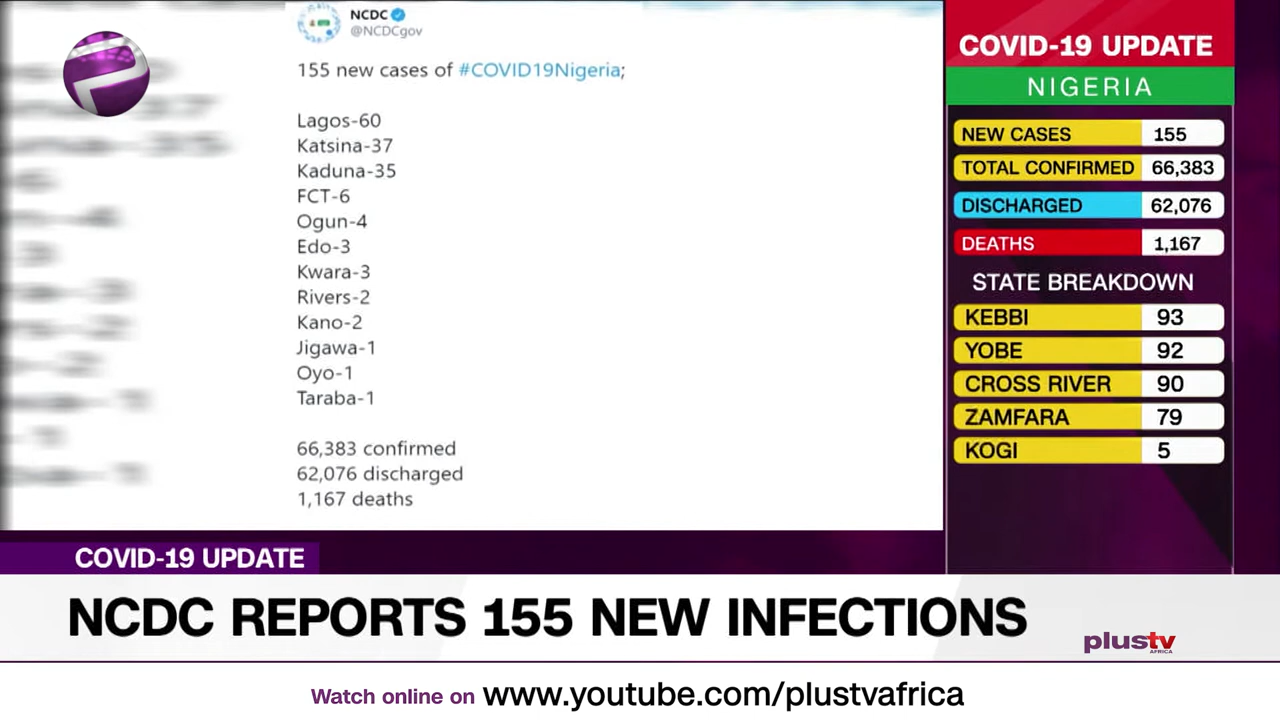 NCDC
@NCDCgov
155 new cases of #COVID19Nigeria;
Lagos-60
Katsina-37
Kaduna-35
FCT-6
Ogun-4
Edo-3
Kwara-3
Rivers-2
Kano-2
Jigawa-1
Oyo-1
Taraba-1
66,383 confirmed
62,076 discharged
1,167 deaths
COVID-19 UPDATE
NIGERIA
NEW CASES 155
TOTAL CONFIRMED 66,383
DISCHARGED 62,076
DEATHS 1,167
STATE BREAKDOWN
KEBBI 93
YOBE 92
CROSS RIVER 90
ZAMFARA 79
KOGI 5
COVID-19 UPDATE
NCDC REPORTS 155 NEW INFECTIONS
plustv
AFRICA
Watch online on www.youtube.com/plustvafrica